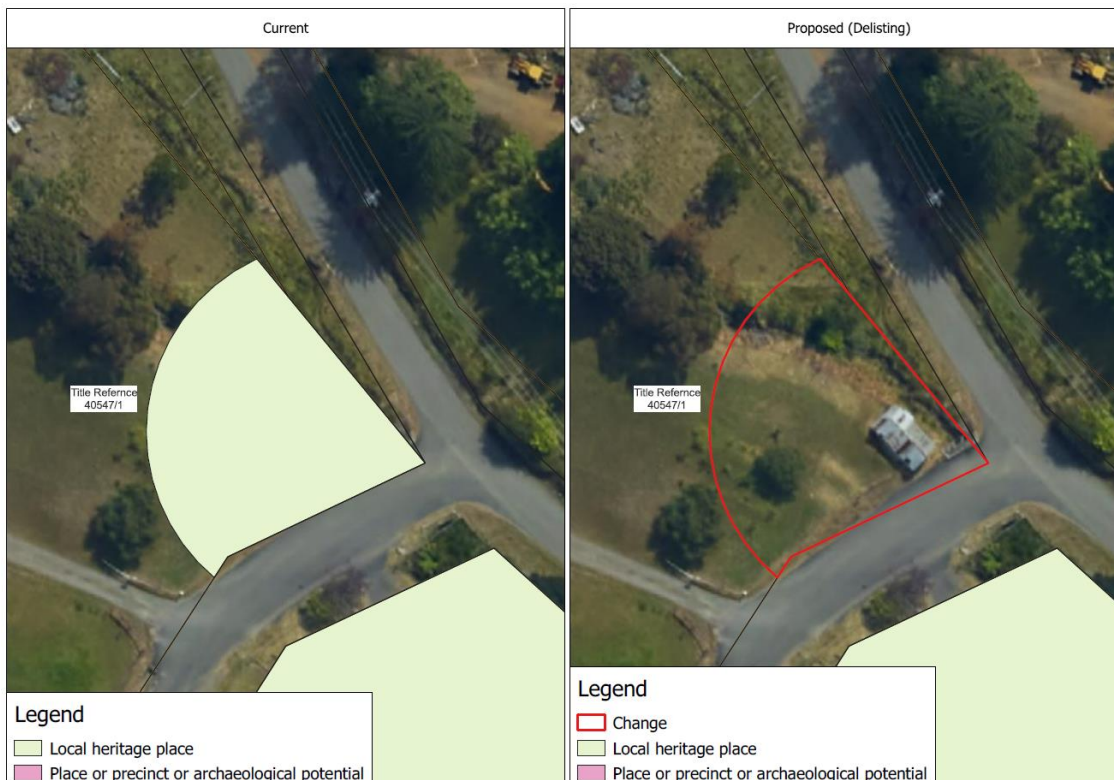 Current
Title Refernce
40547/1
Legend
Local heritage place
Place or precinct or archaeological potential
Proposed (Delisting)
Title Refernce
40547/1
Legend
Change
Local heritage place
Place or precinct or archaeological potential